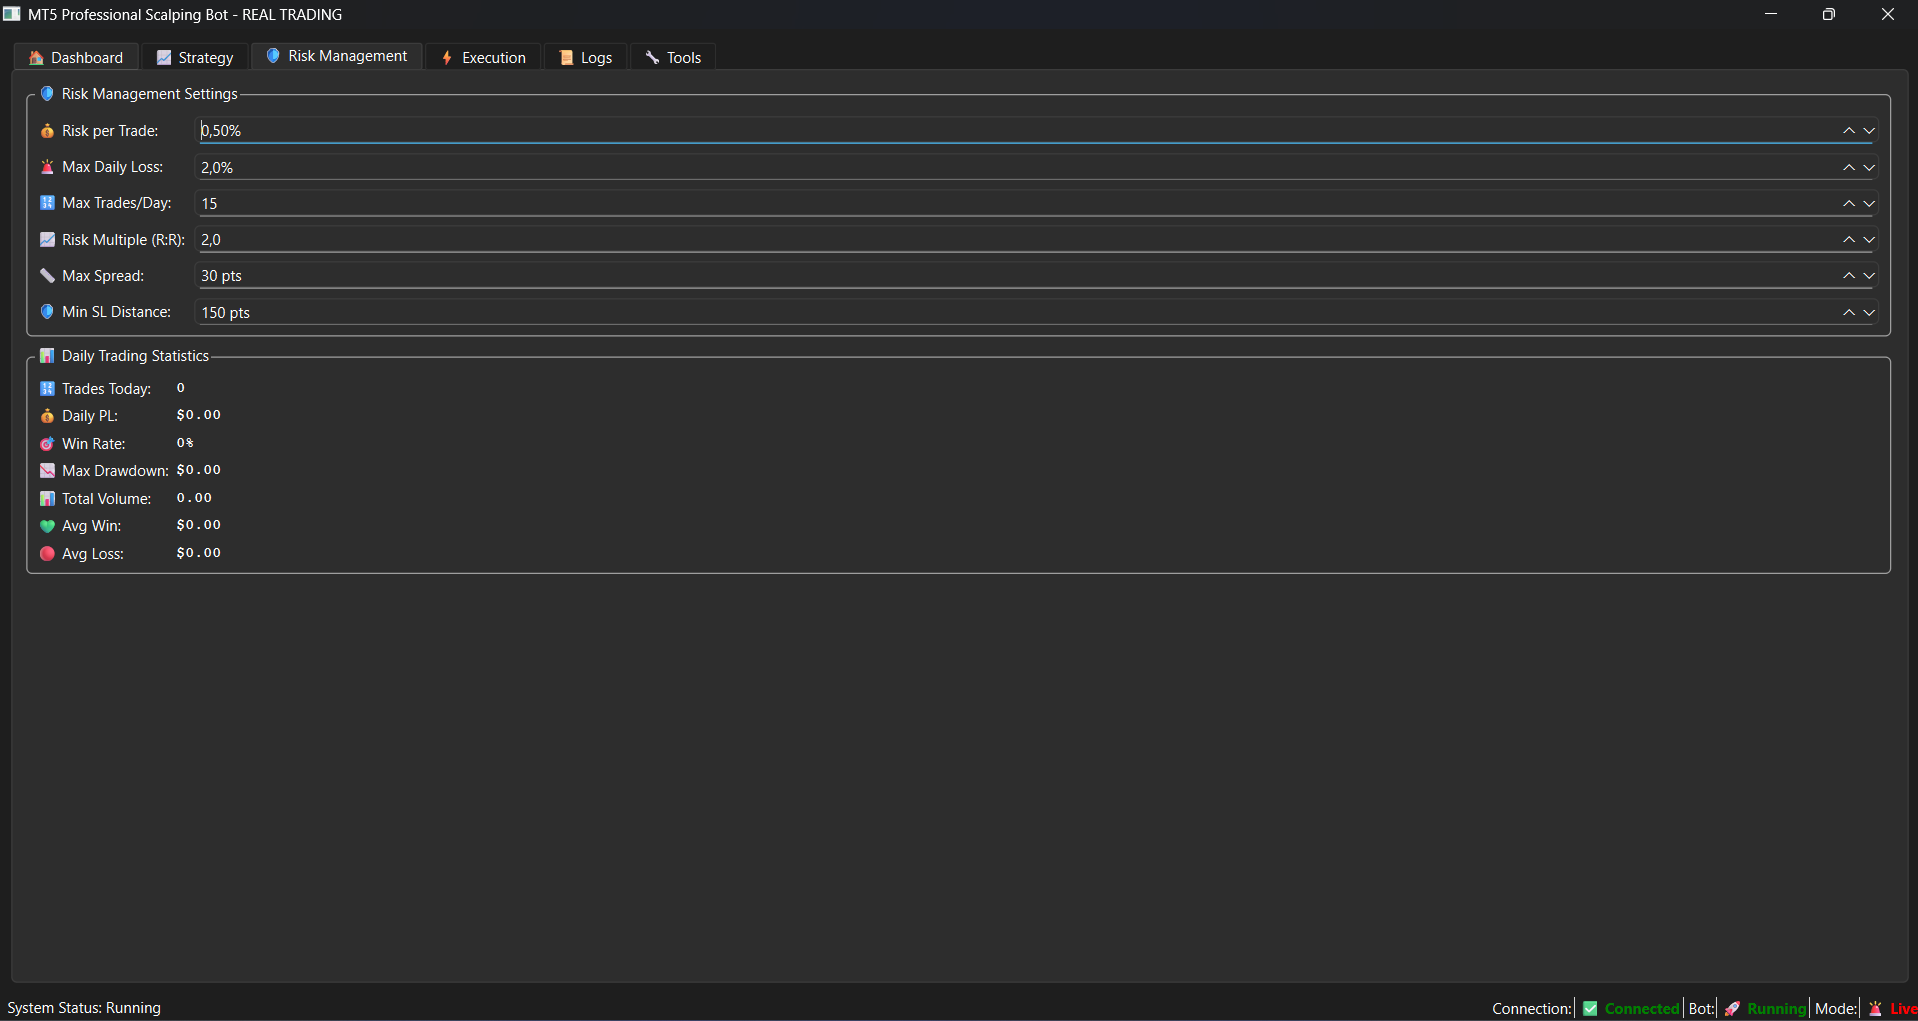 MT5 Professional Scalping Bot - REAL TRADING
Dashboard Strategy Risk Management Execution Logs Tools
Risk Management Settings
Risk per Trade: 0,50%
Max Daily Loss: 2,0%
Max Trades/Day: 15
Risk Multiple (R:R): 2,0
Max Spread: 30 pts
Min SL Distance: 150 pts
Daily Trading Statistics
Trades Today: 0
Daily PL: $0.00
Win Rate: 0%
Max Drawdown: $0.00
Total Volume: 0.00
Avg Win: $0.00
Avg Loss: $0.00
System Status: Running Connection: Connected Bot: Running Mode: Live